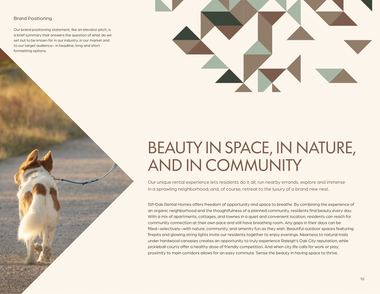 Brand Positioning
Our brand positioning statement, like an elevator pitch, is
a brief summary that answers the question of what do we
set out to be known for in our industry, in our market and
to our target audience– in headline, long and short
formatting options.
BEAUTY IN SPACE, IN NATURE,
AND IN COMMUNITY
Our unique rental experience lets residents do it all; run nearby errands, explore and immerse
in a sprawling neighborhood, and, of course, retreat to the luxury of a brand new nest.
5th Oak Rental Homes offers freedom of opportunity and space to breathe. By combining the experience of
an organic neighborhood and the thoughtfulness of a planned community, residents find beauty every day.
With a mix of apartments, cottages, and townes in a quiet and convenient location, residents can reach for
community connection at their own pace and still have breathing room. Any gaps in their days can be
filled–selectively–with nature, community, and amenity fun as they wish. Beautiful outdoor spaces featuring
firepits and glowing string lights invite our residents together to enjoy evenings. Nearness to natural trails
under hardwood canopies creates an opportunity to truly experience Raleigh's Oak City reputation, while
pickleball courts offer a healthy dose of friendly competition. And when city life calls for work or play,
proximity to main corridors allows for an easy commute. Sense the beauty in having space to thrive.